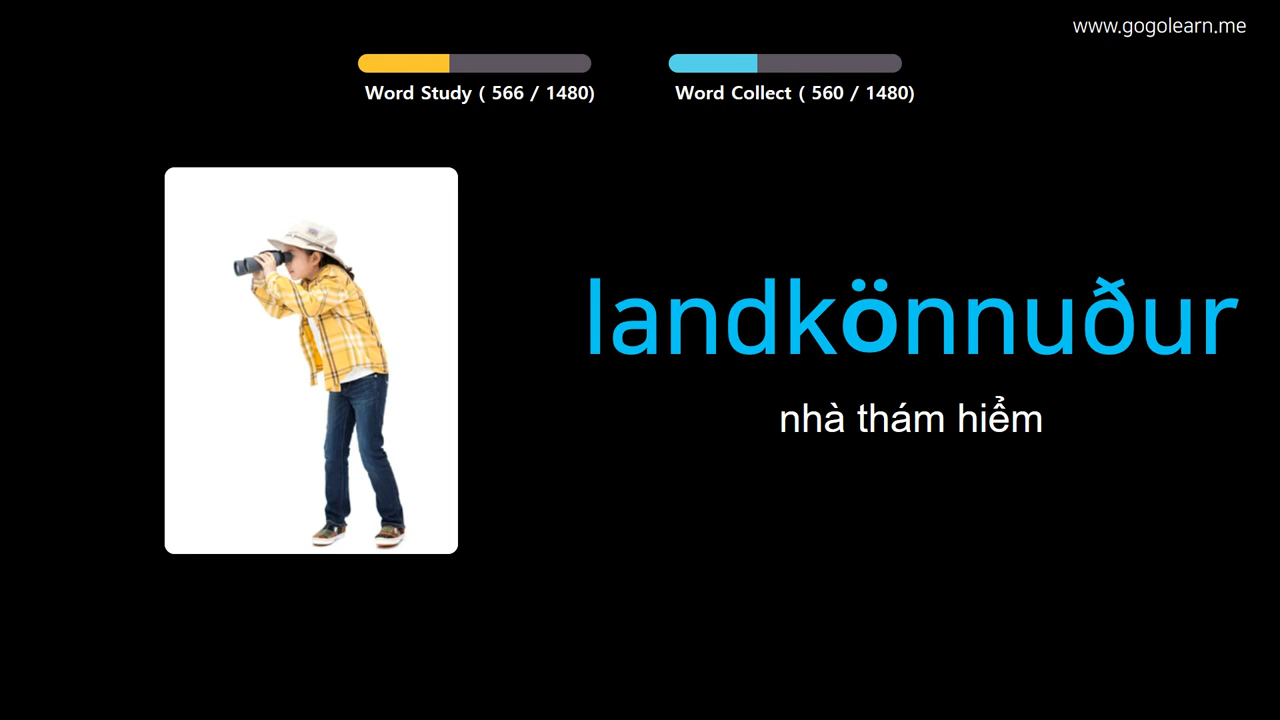 www.gogolearn.me
Word Study ( 566 / 1480)
Word Collect ( 560 / 1480)
landkönnuður
nhà thám hiểm